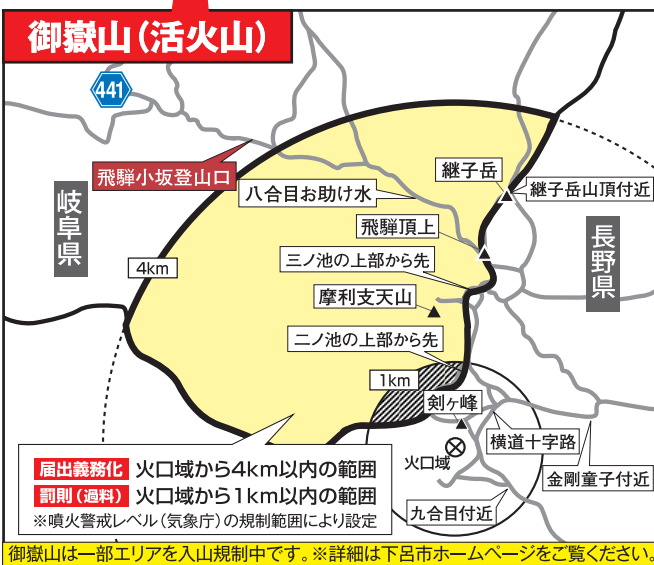 御嶽山（活火山）
441
飛騨小坂登山口
岐阜県
4km
八合目お助け水
継子岳
継子岳山頂付近
飛騨頂上
長野県
三ノ池の上部から先
摩利支天山
二ノ池の上部から先
1km
剣ヶ峰
火口域
横道十字路
金剛童子付近
九合目付近
届出義務化 火口域から4km以内の範囲
罰則（過料） 火口域から1km以内の範囲
※噴火警戒レベル（気象庁）の規制範囲により設定
御嶽山は一部エリアを入山規制中です。※詳細は下呂市ホームページをご覧ください。